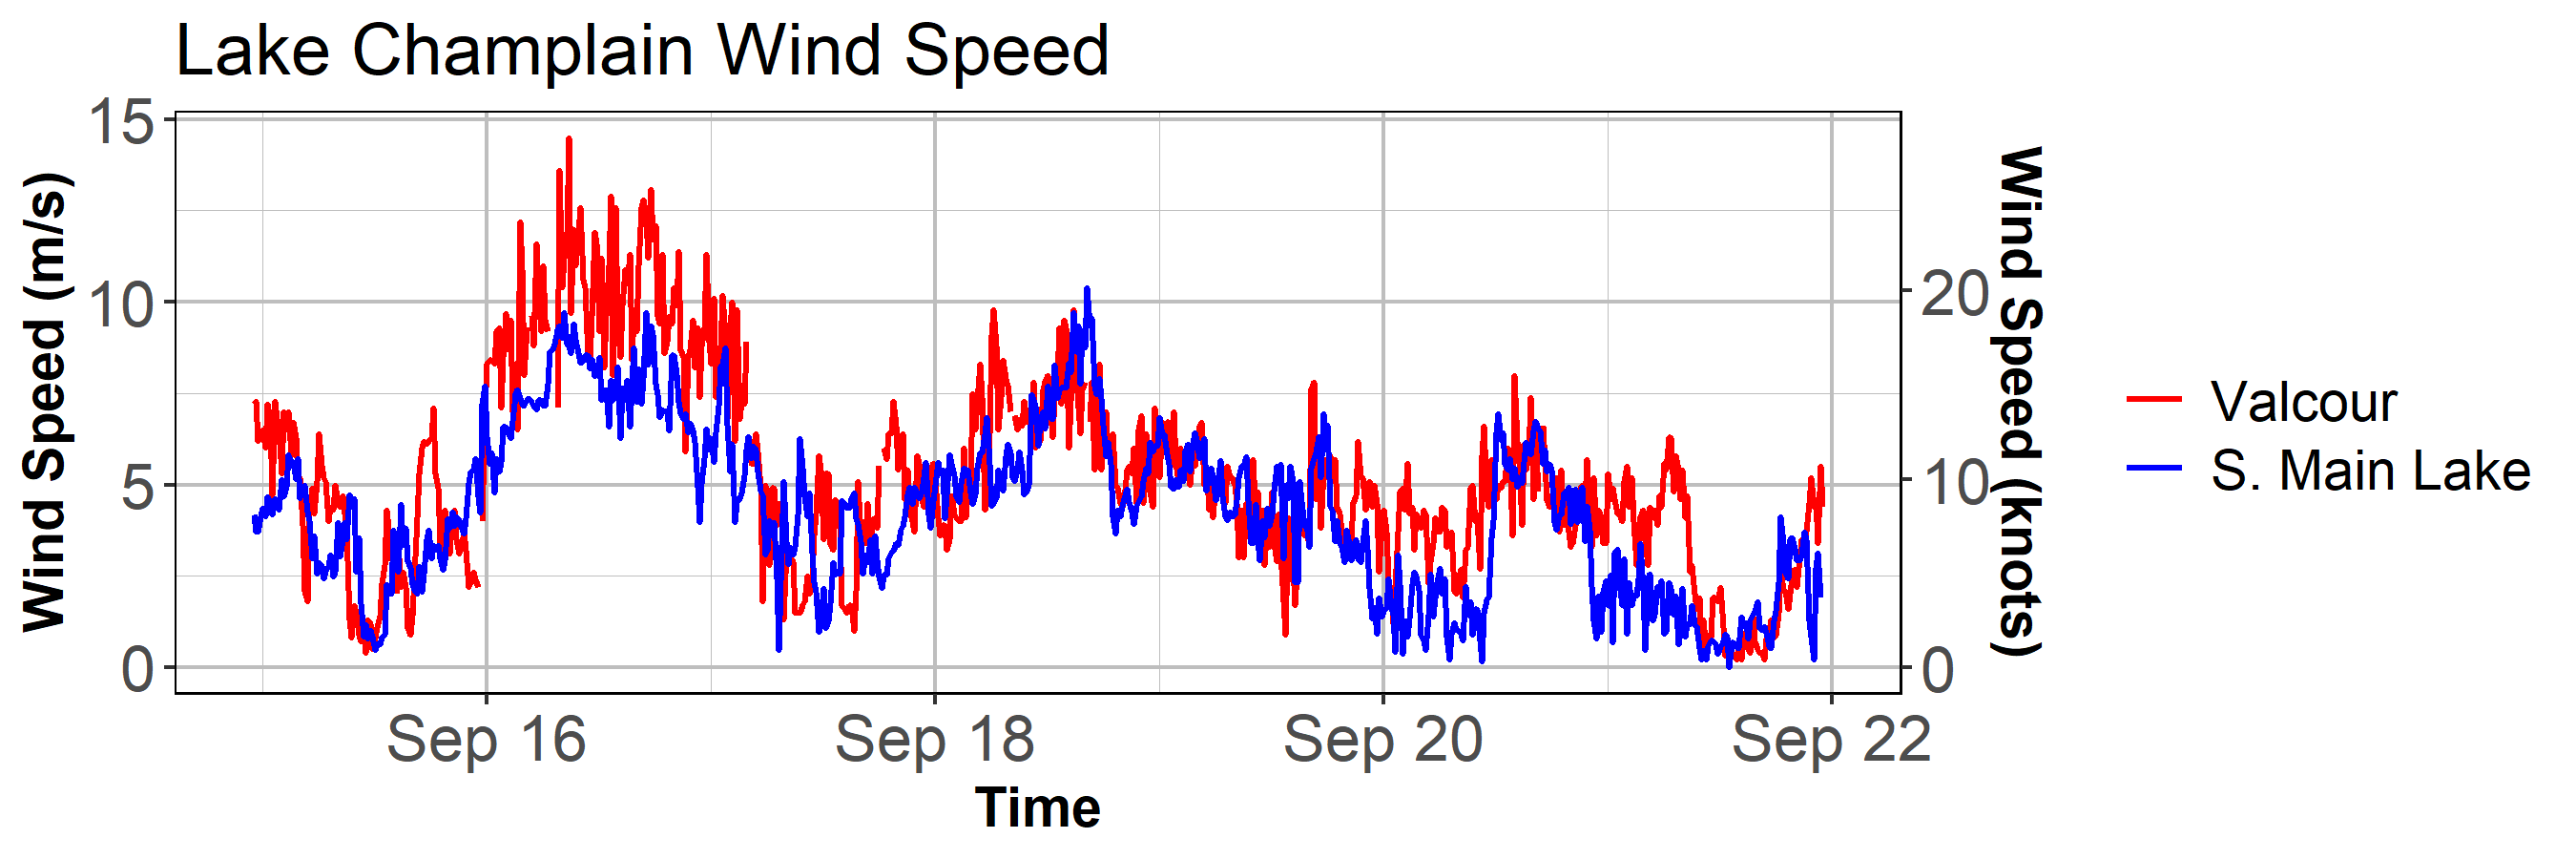 Lake Champlain Wind Speed
Wind Speed (m/s)
15
10
5
0
20
10
0
Wind Speed (knots)
Sep 16
Sep 18
Sep 20
Sep 22
Time
Valcour
S. Main Lake